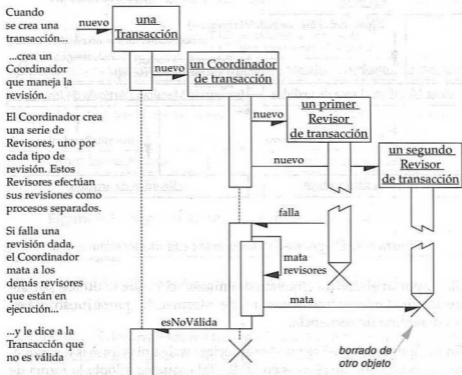 Cuando
se crea una
transacción...
...crea un
Coordinador
que maneja la
revisión.
El Coordinador crea
una serie de
Revisores, uno por
cada tipo de
revisión. Estos
Revisores efectúan
sus revisiones como
procesos separados.
Si falla una
revisión dada,
el Coordinador
mata a los
demás revisores
que están en
ejecución...
...y le dice a la
Transacción que
no es válida
nuevo
una
Transacción
nuevo
un Coordinador
de transacción
nuevo
un primer
Revisor
de transacción
nuevo
un segundo
Revisor
de transacción
falla
mata
revisores
mata
esNoVálida
borrado de
otro objeto